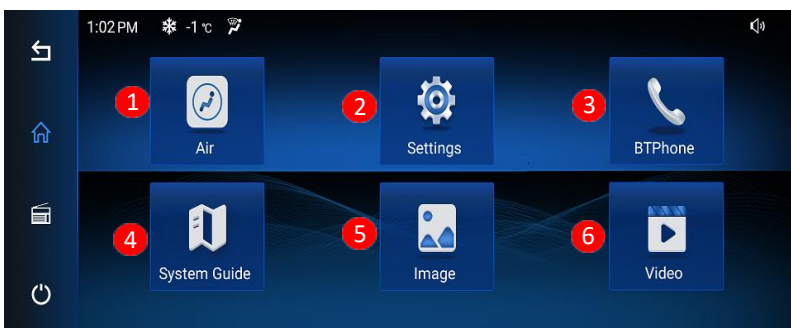 1:02 PM -1 ℃
1 Air
2 Settings
3 BTPhone
4 System Guide
5 Image
6 Video